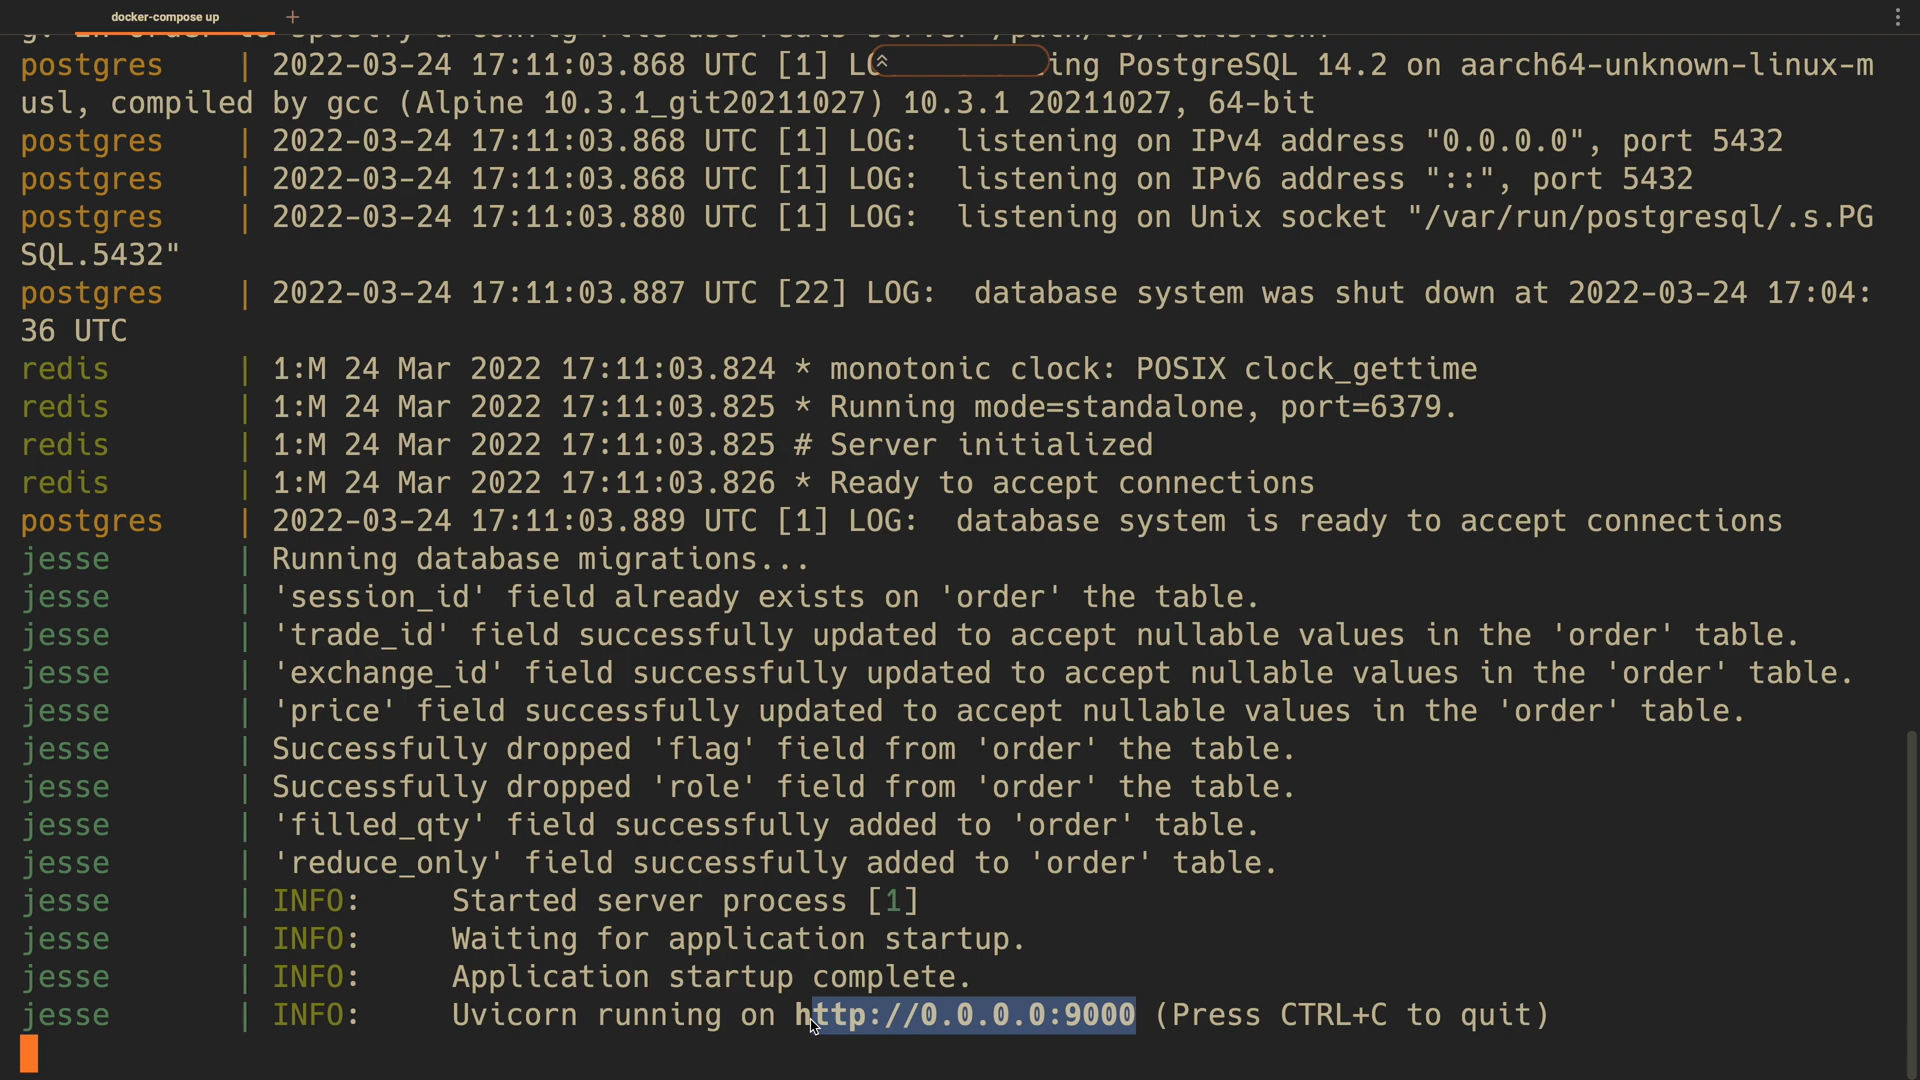 docker-compose up
postgres | 2022-03-24 17:11:03.868 UTC [1] L ing PostgreSQL 14.2 on aarch64-unknown-linux-m
usl, compiled by gcc (Alpine 10.3.1_git20211027) 10.3.1 20211027, 64-bit
postgres | 2022-03-24 17:11:03.868 UTC [1] LOG:  listening on IPv4 address "0.0.0.0", port 5432
postgres | 2022-03-24 17:11:03.868 UTC [1] LOG:  listening on IPv6 address "::", port 5432
postgres | 2022-03-24 17:11:03.880 UTC [1] LOG:  listening on Unix socket "/var/run/postgresql/.s.PG
SQL.5432"
postgres | 2022-03-24 17:11:03.887 UTC [22] LOG:  database system was shut down at 2022-03-24 17:04:
36 UTC
redis | 1:M 24 Mar 2022 17:11:03.824 * monotonic clock: POSIX clock_gettime
redis | 1:M 24 Mar 2022 17:11:03.825 * Running mode=standalone, port=6379.
redis | 1:M 24 Mar 2022 17:11:03.825 # Server initialized
redis | 1:M 24 Mar 2022 17:11:03.826 * Ready to accept connections
postgres | 2022-03-24 17:11:03.889 UTC [1] LOG:  database system is ready to accept connections
jesse | Running database migrations...
jesse | 'session_id' field already exists on 'order' the table.
jesse | 'trade_id' field successfully updated to accept nullable values in the 'order' table.
jesse | 'exchange_id' field successfully updated to accept nullable values in the 'order' table.
jesse | 'price' field successfully updated to accept nullable values in the 'order' table.
jesse | Successfully dropped 'flag' field from 'order' the table.
jesse | Successfully dropped 'role' field from 'order' the table.
jesse | 'filled_qty' field successfully added to 'order' table.
jesse | 'reduce_only' field successfully added to 'order' table.
jesse | INFO:     Started server process [1]
jesse | INFO:     Waiting for application startup.
jesse | INFO:     Application startup complete.
jesse | INFO:     Uvicorn running on http://0.0.0.0:9000 (Press CTRL+C to quit)